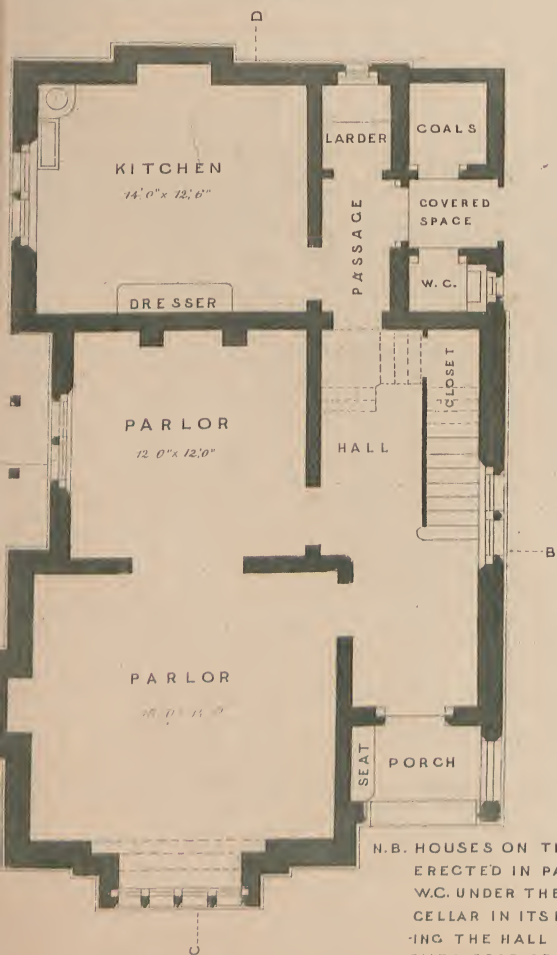 D
KITCHEN
14'.0" x 12'.6"
LARDER
COALS
COVERED
SPACE
PASSAGE
W.C.
DRESSER
CLOSET
PARLOR
12.0" x 12'.0"
HALL
B
PARLOR
SEAT
PORCH
C
N.B. HOUSES ON TH
ERECTED IN PA
W.C. UNDER THE
CELLAR IN ITS
-ING THE HALL